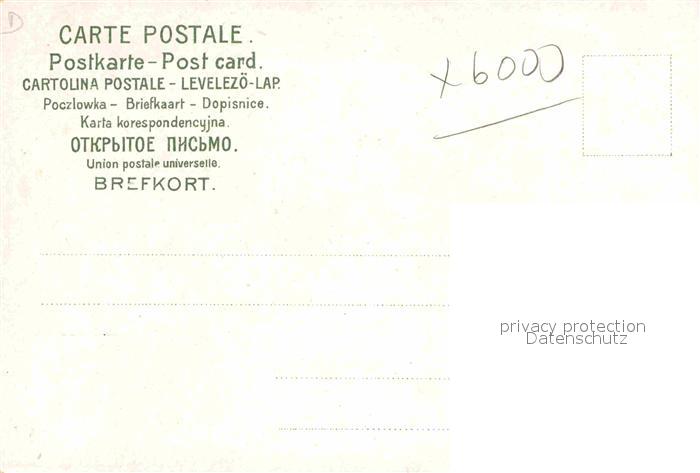 D
CARTE POSTALE.
Postkarte – Post card.
CARTOLINA POSTALE – LEVELEZÖ-LAP.
Poczlowka – Briefkaart – Dopisnice.
Karta korespondencyjna.
ОТКРЫТОЕ ПИСЬМО.
Union postale universelle.
BREFKORT.
x6000
privacy protection
Datenschutz